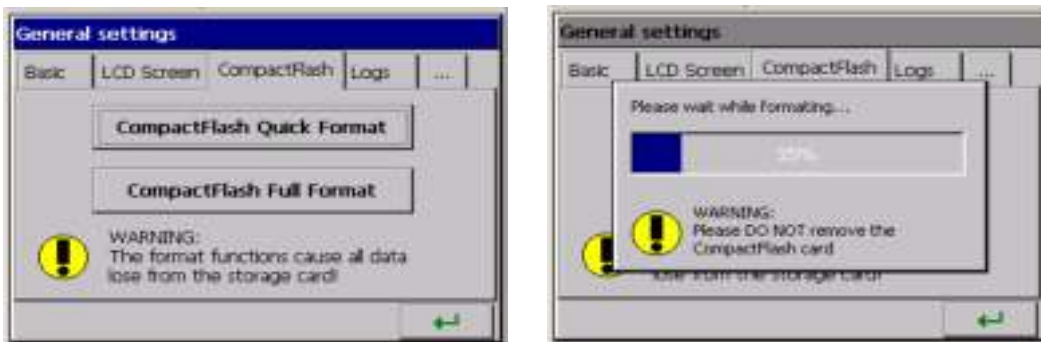 General settings
Basic LCD Screen CompactFlash Logs ...
CompactFlash Quick Format
CompactFlash Full Format
WARNING:
The format functions cause all data
lose from the storage card!
General settings
Basic LCD Screen CompactFlash Logs ...
Please wait while formating...
WARNING:
Please DO NOT remove the
CompactFlash card
lose from the storage card!